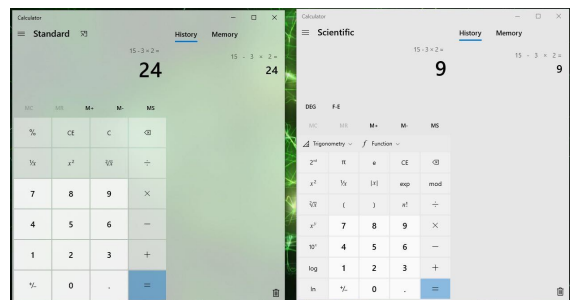 Calculator
Standard
History Memory
15 - 3 × 2 =
24
15 - 3 × 2 =
24
MC MR M+ M- MS
% CE C
¹/x x² ²√x ÷
7 8 9 ×
4 5 6 −
1 2 3 +
+/- 0 . =
Calculator
Scientific
History Memory
15 - 3 × 2 =
9
15 - 3 × 2 =
9
DEG F-E
MC MR M+ M- MS
Trigonometry f Function
2ⁿᵈ π e CE
x² ¹/x |x| exp mod
²√x ( ) n! ÷
xʸ 7 8 9 ×
10ˣ 4 5 6 −
log 1 2 3 +
ln +/- 0 . =